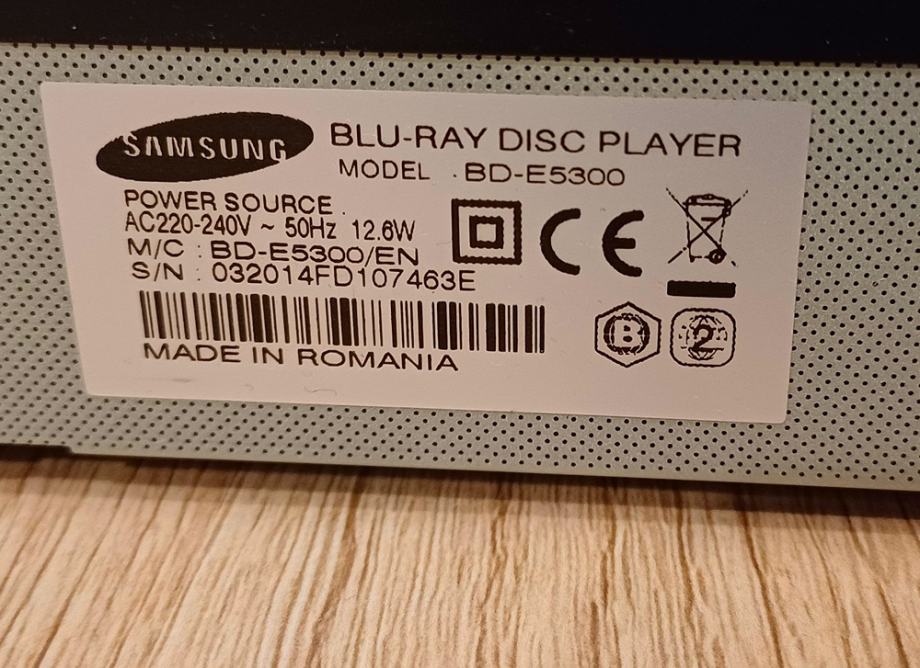 SAMSUNG
BLU-RAY DISC PLAYER
MODEL . BD-E5300
POWER SOURCE .
AC220-240V ~ 50Hz 12.6W
M/C : BD-E5300/EN
S/N : 032014FD107463E
CE
B
2
MADE IN ROMANIA